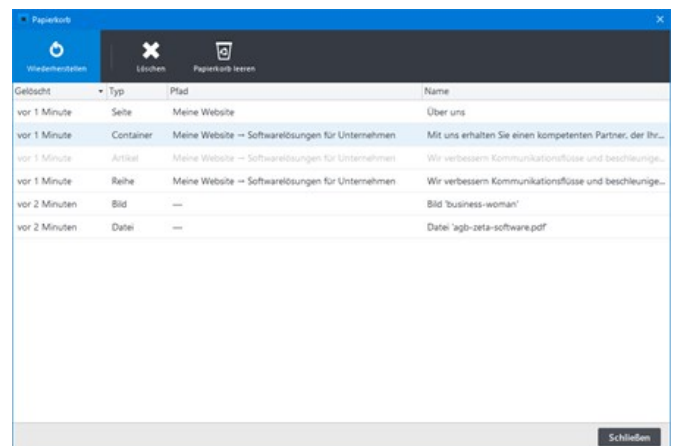 Papierkorb
Wiederherstellen Löschen Papierkorb leeren
Gelöscht Typ Pfad Name
vor 1 Minute Seite Meine Website Über uns
vor 1 Minute Container Meine Website → Softwarelösungen für Unternehmen Mit uns erhalten Sie einen kompetenten Partner, der Ihr...
vor 1 Minute Artikel Meine Website → Softwarelösungen für Unternehmen Wir verbessern Kommunikationsflüsse und beschleunige...
vor 1 Minute Reihe Meine Website → Softwarelösungen für Unternehmen Wir verbessern Kommunikationsflüsse und beschleunige...
vor 2 Minuten Bild — Bild 'business-woman'
vor 2 Minuten Datei — Datei 'agb-zeta-software.pdf'
Schließen